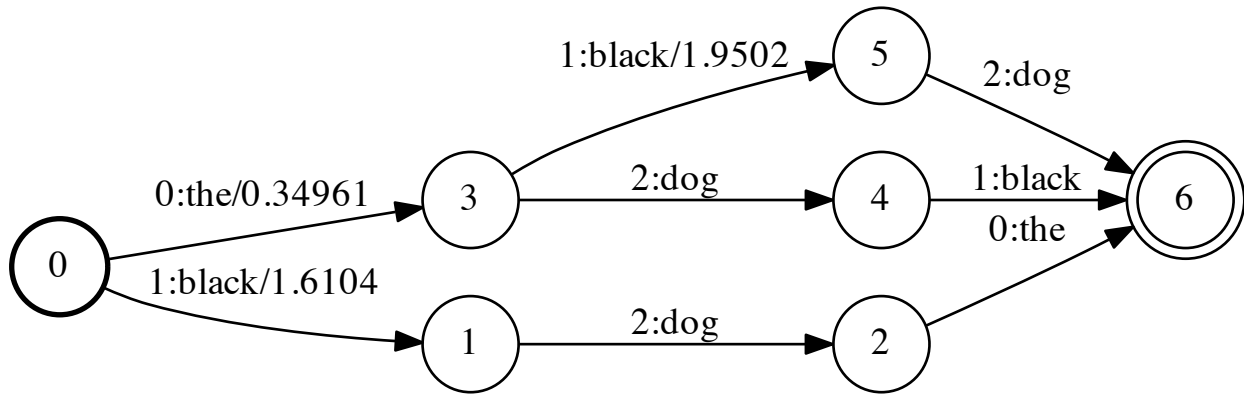 1:black/1.9502
5
2:dog
0:the/0.34961
3
2:dog
4
1:black
6
0:the
0
1:black/1.6104
1
2:dog
2